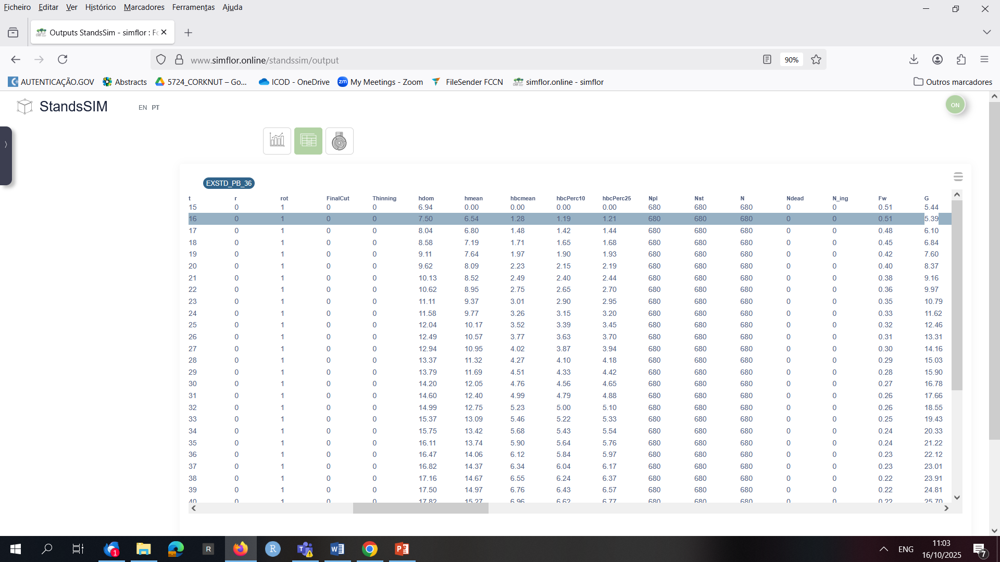 Ficheiro Editar Ver Histórico Marcadores Ferramentas Ajuda
Outputs StandsSim - simflor : Fo
www.simflor.online/standssim/output 90%
AUTENTICAÇÃO.GOV Abstracts 5724_CORKNUT – Go... ICOD - OneDrive zm My Meetings - Zoom FileSender FCCN simflor.online - simflor Outros marcadores
StandsSIM EN PT ON
EXSTD_PB_36
t r rot FinalCut Thinning hdom hmean hbcmean hbcPerc10 hbcPerc25 Npl Nst N Ndead N_ing Fw G
15 0 1 0 0 6.94 0.00 0.00 0.00 0.00 680 680 680 0 0 0.51 5.44
16 0 1 0 0 7.50 6.54 1.28 1.19 1.21 680 680 680 0 0 0.51 5.39
17 0 1 0 0 8.04 6.80 1.48 1.42 1.44 680 680 680 0 0 0.48 6.10
18 0 1 0 0 8.58 7.19 1.71 1.65 1.68 680 680 680 0 0 0.45 6.84
19 0 1 0 0 9.11 7.64 1.97 1.90 1.93 680 680 680 0 0 0.42 7.60
20 0 1 0 0 9.62 8.09 2.23 2.15 2.19 680 680 680 0 0 0.40 8.37
21 0 1 0 0 10.13 8.52 2.49 2.40 2.44 680 680 680 0 0 0.38 9.16
22 0 1 0 0 10.62 8.95 2.75 2.65 2.70 680 680 680 0 0 0.36 9.97
23 0 1 0 0 11.11 9.37 3.01 2.90 2.95 680 680 680 0 0 0.35 10.79
24 0 1 0 0 11.58 9.77 3.26 3.15 3.20 680 680 680 0 0 0.33 11.62
25 0 1 0 0 12.04 10.17 3.52 3.39 3.45 680 680 680 0 0 0.32 12.46
26 0 1 0 0 12.49 10.57 3.77 3.63 3.70 680 680 680 0 0 0.31 13.31
27 0 1 0 0 12.94 10.95 4.02 3.87 3.94 680 680 680 0 0 0.30 14.16
28 0 1 0 0 13.37 11.32 4.27 4.10 4.18 680 680 680 0 0 0.29 15.03
29 0 1 0 0 13.79 11.69 4.51 4.33 4.42 680 680 680 0 0 0.28 15.90
30 0 1 0 0 14.20 12.05 4.76 4.56 4.65 680 680 680 0 0 0.27 16.78
31 0 1 0 0 14.60 12.40 4.99 4.79 4.88 680 680 680 0 0 0.26 17.66
32 0 1 0 0 14.99 12.75 5.23 5.00 5.10 680 680 680 0 0 0.26 18.55
33 0 1 0 0 15.37 13.09 5.46 5.22 5.33 680 680 680 0 0 0.25 19.43
34 0 1 0 0 15.75 13.42 5.68 5.43 5.54 680 680 680 0 0 0.24 20.33
35 0 1 0 0 16.11 13.74 5.90 5.64 5.76 680 680 680 0 0 0.24 21.22
36 0 1 0 0 16.47 14.06 6.12 5.84 5.97 680 680 680 0 0 0.23 22.12
37 0 1 0 0 16.82 14.37 6.34 6.04 6.17 680 680 680 0 0 0.23 23.01
38 0 1 0 0 17.16 14.67 6.55 6.24 6.37 680 680 680 0 0 0.22 23.91
39 0 1 0 0 17.50 14.97 6.76 6.43 6.57 680 680 680 0 0 0.22 24.81
40 0 1 0 0 17.82 15.27 6.96 6.62 6.77 680 680 680 0 0 0.22 25.70
1 R R ENG 11:03
16/10/2025 7